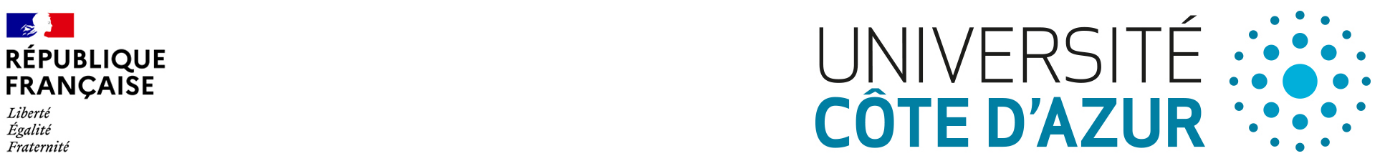 RÉPUBLIQUE
FRANÇAISE
Liberté
Égalité
Fraternité
UNIVERSITÉ
CÔTE D'AZUR